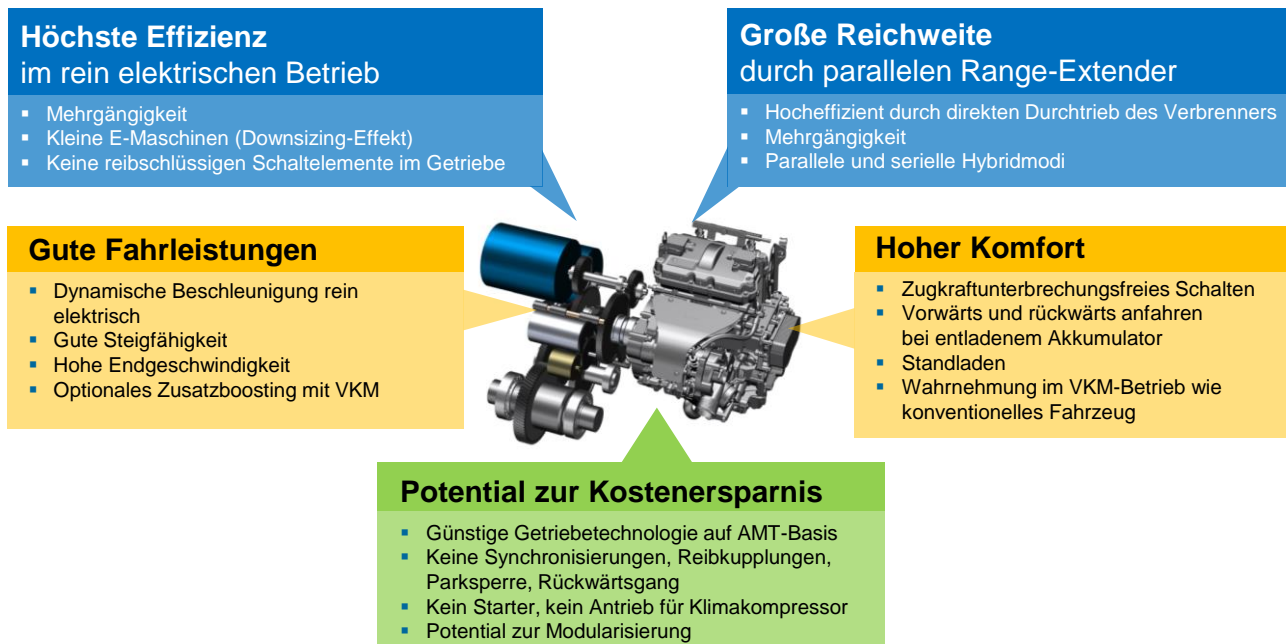 Höchste Effizienz
im rein elektrischen Betrieb
▪ Mehrgängigkeit
▪ Kleine E-Maschinen (Downsizing-Effekt)
▪ Keine reibschlüssigen Schaltelemente im Getriebe
Große Reichweite
durch parallelen Range-Extender
▪ Hocheffizient durch direkten Durchtrieb des Verbrenners
▪ Mehrgängigkeit
▪ Parallele und serielle Hybridmodi
Gute Fahrleistungen
▪ Dynamische Beschleunigung rein
elektrisch
▪ Gute Steigfähigkeit
▪ Hohe Endgeschwindigkeit
▪ Optionales Zusatzboosting mit VKM
Hoher Komfort
▪ Zugkraftunterbrechungsfreies Schalten
▪ Vorwärts und rückwärts anfahren
bei entladenem Akkumulator
▪ Standladen
▪ Wahrnehmung im VKM-Betrieb wie
konventionelles Fahrzeug
Potential zur Kostenersparnis
▪ Günstige Getriebetechnologie auf AMT-Basis
▪ Keine Synchronisierungen, Reibkupplungen,
Parksperre, Rückwärtsgang
▪ Kein Starter, kein Antrieb für Klimakompressor
▪ Potential zur Modularisierung